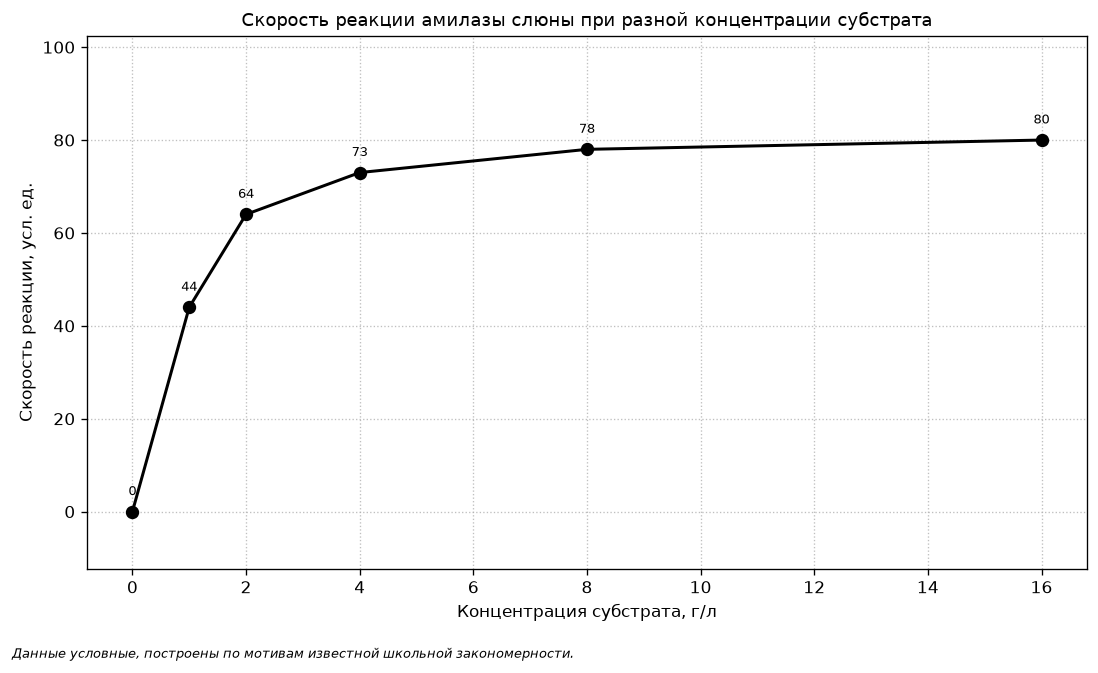 Скорость реакции амилазы слюны при разной концентрации субстрата
Скорость реакции, усл. ед.
100
80
60
40
20
0
0
44
64
73
78
80
0 2 4 6 8 10 12 14 16
Концентрация субстрата, г/л
Данные условные, построены по мотивам известной школьной закономерности.